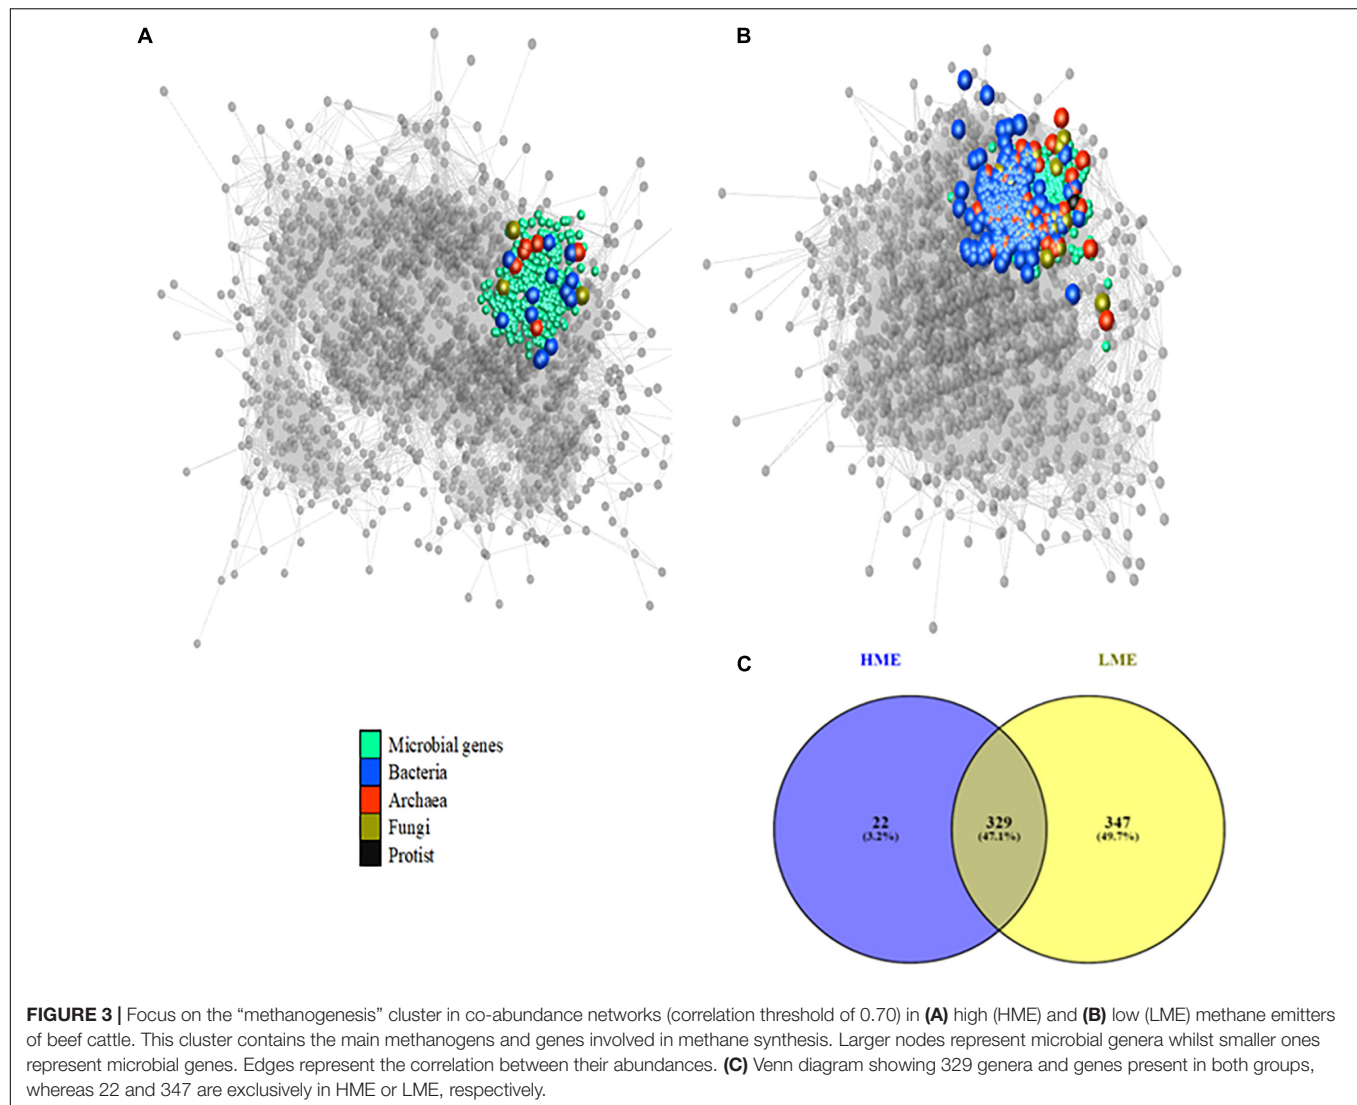 A
B
C
HME
LME
22
(3.2%)
329
(47.1%)
347
(49.7%)
Microbial genes
Bacteria
Archaea
Fungi
Protist
FIGURE 3 | Focus on the “methanogenesis” cluster in co-abundance networks (correlation threshold of 0.70) in (A) high (HME) and (B) low (LME) methane emitters
of beef cattle. This cluster contains the main methanogens and genes involved in methane synthesis. Larger nodes represent microbial genera whilst smaller ones
represent microbial genes. Edges represent the correlation between their abundances. (C) Venn diagram showing 329 genera and genes present in both groups,
whereas 22 and 347 are exclusively in HME or LME, respectively.